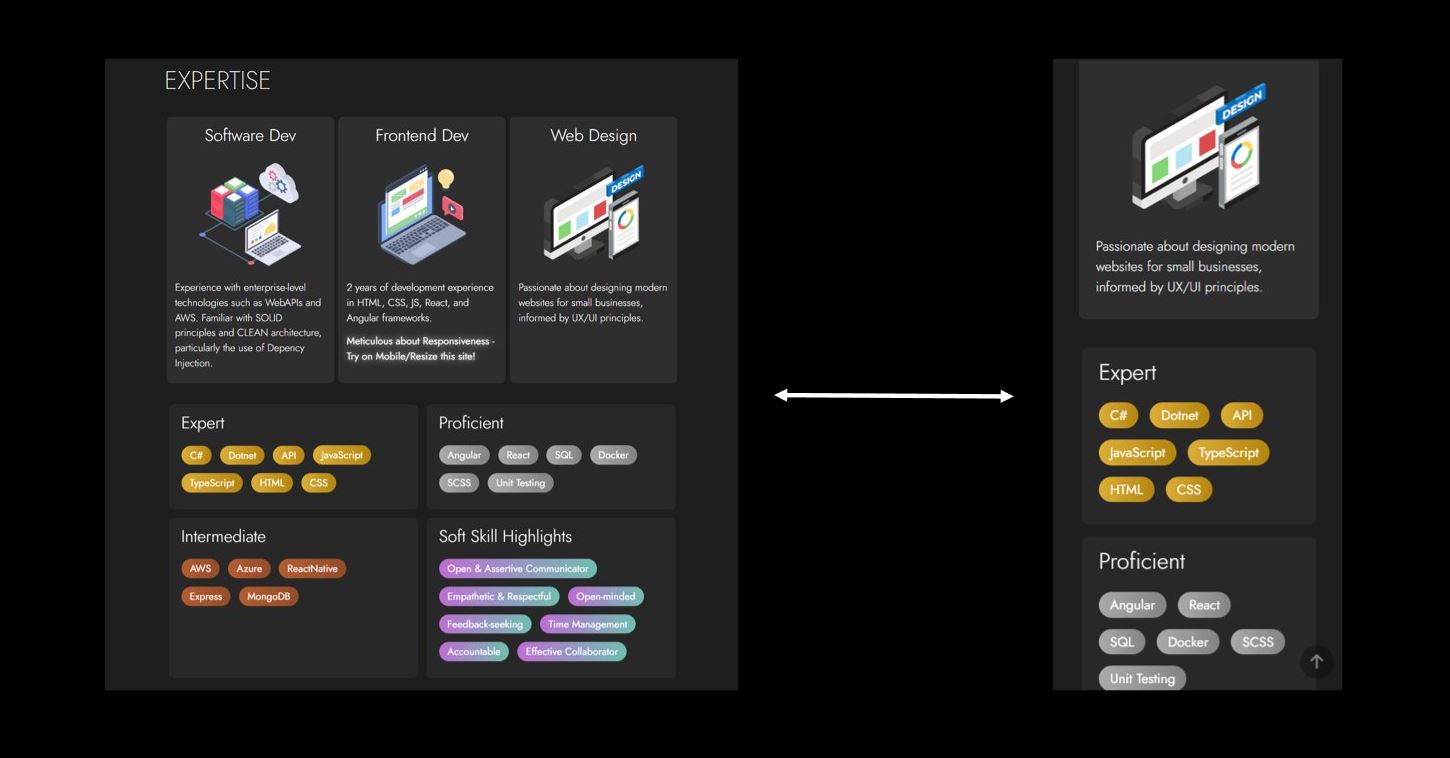 EXPERTISE
Software Dev
Experience with enterprise-level
technologies such as WebAPIs and
AWS. Familiar with SOLID
principles and CLEAN architecture,
particularly the use of Depency
Injection.
Frontend Dev
2 years of development experience
in HTML, CSS, JS, React, and
Angular frameworks.
Meticulous about Responsiveness -
Try on Mobile/Resize this site!
Web Design
DESIGN
Passionate about designing modern
websites for small businesses,
informed by UX/UI principles.
Expert
C# Dotnet API JavaScript
TypeScript HTML CSS
Proficient
Angular React SQL Docker
SCSS Unit Testing
Intermediate
AWS Azure ReactNative
Express MongoDB
Soft Skill Highlights
Open & Assertive Communicator
Empathetic & Respectful Open-minded
Feedback-seeking Time Management
Accountable Effective Collaborator
DESIGN
Passionate about designing modern
websites for small businesses,
informed by UX/UI principles.
Expert
C# Dotnet API
JavaScript TypeScript
HTML CSS
Proficient
Angular React
SQL Docker SCSS
Unit Testing